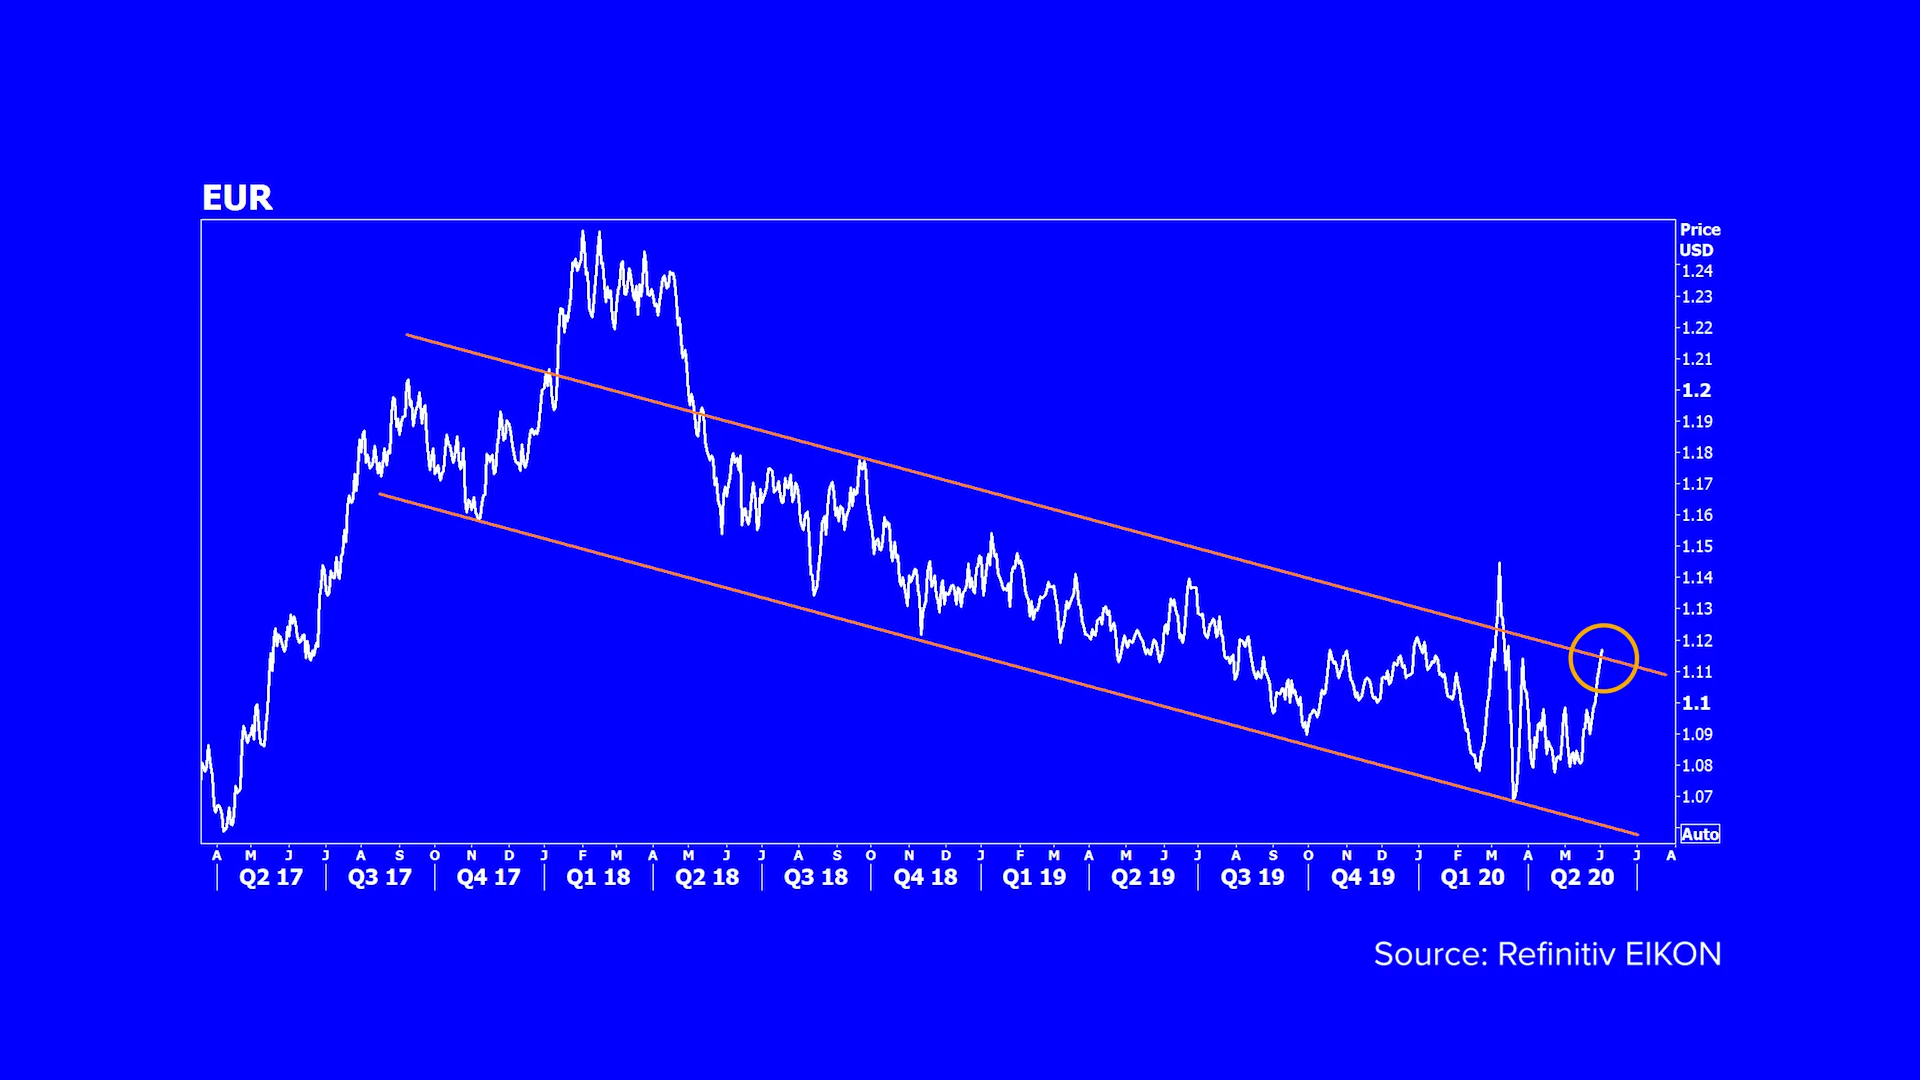 EUR
Price
USD
1.24
1.23
1.22
1.21
1.2
1.19
1.18
1.17
1.16
1.15
1.14
1.13
1.12
1.11
1.1
1.09
1.08
1.07
Auto
A M J J A S O N D J F M A M J J A S O N D J F M A M J J A S O N D J F M A M J J A
Q2 17 Q3 17 Q4 17 Q1 18 Q2 18 Q3 18 Q4 18 Q1 19 Q2 19 Q3 19 Q4 19 Q1 20 Q2 20
Source: Refinitiv EIKON